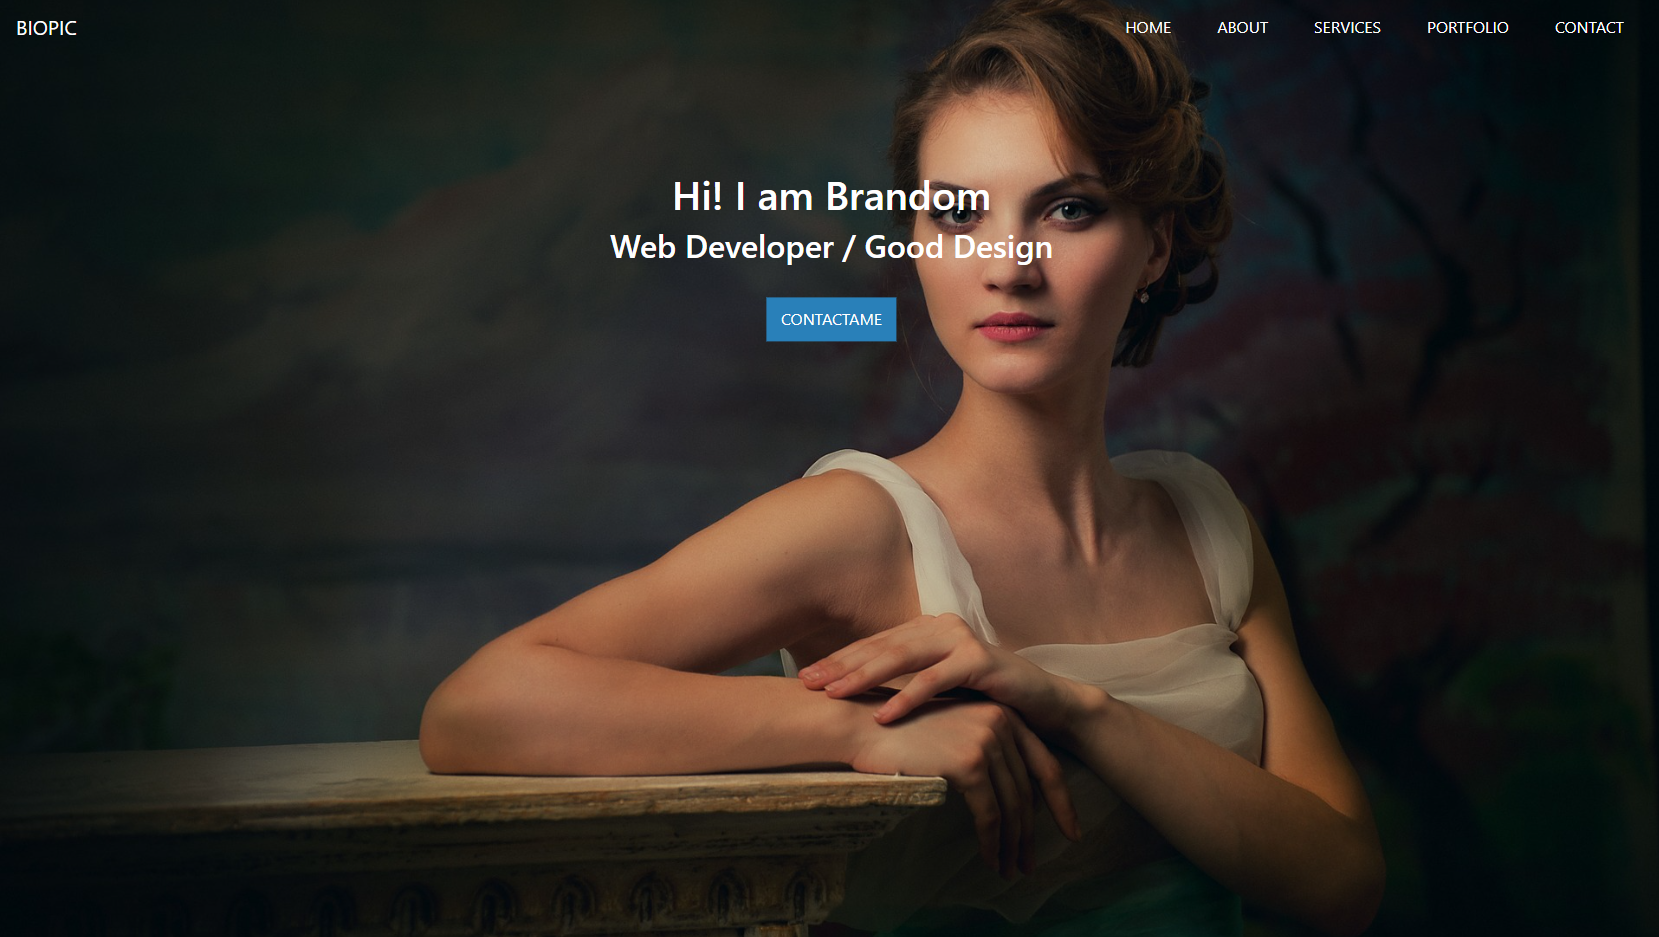 BIOPIC
HOME ABOUT SERVICES PORTFOLIO CONTACT
Hi! I am Brandom
Web Developer / Good Design
CONTACTAME